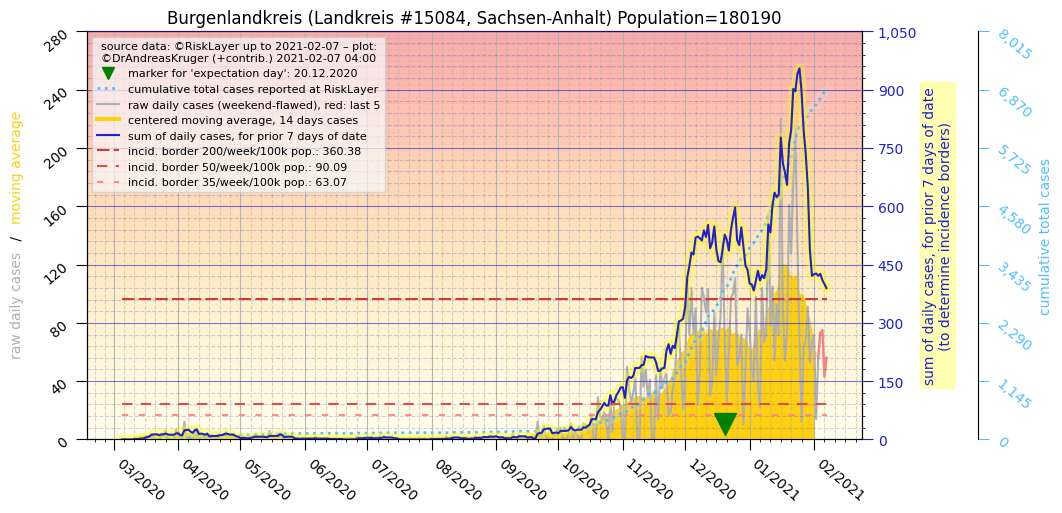 Burgenlandkreis (Landkreis #15084, Sachsen-Anhalt) Population=180190
source data: ©RiskLayer up to 2021-02-07 – plot:
©DrAndreasKruger (+contrib.) 2021-02-07 04:00
marker for 'expectation day': 20.12.2020
cumulative total cases reported at RiskLayer
raw daily cases (weekend-flawed), red: last 5
centered moving average, 14 days cases
sum of daily cases, for prior 7 days of date
incid. border 200/week/100k pop.: 360.38
incid. border 50/week/100k pop.: 90.09
incid. border 35/week/100k pop.: 63.07
raw daily cases / moving average
280
240
200
160
120
80
40
0
03/2020
04/2020
05/2020
06/2020
07/2020
08/2020
09/2020
10/2020
11/2020
12/2020
01/2021
02/2021
1,050
900
750
600
450
300
150
0
sum of daily cases, for prior 7 days of date
(to determine incidence borders)
8,015
6,870
5,725
4,580
3,435
2,290
1,145
0
cumulative total cases